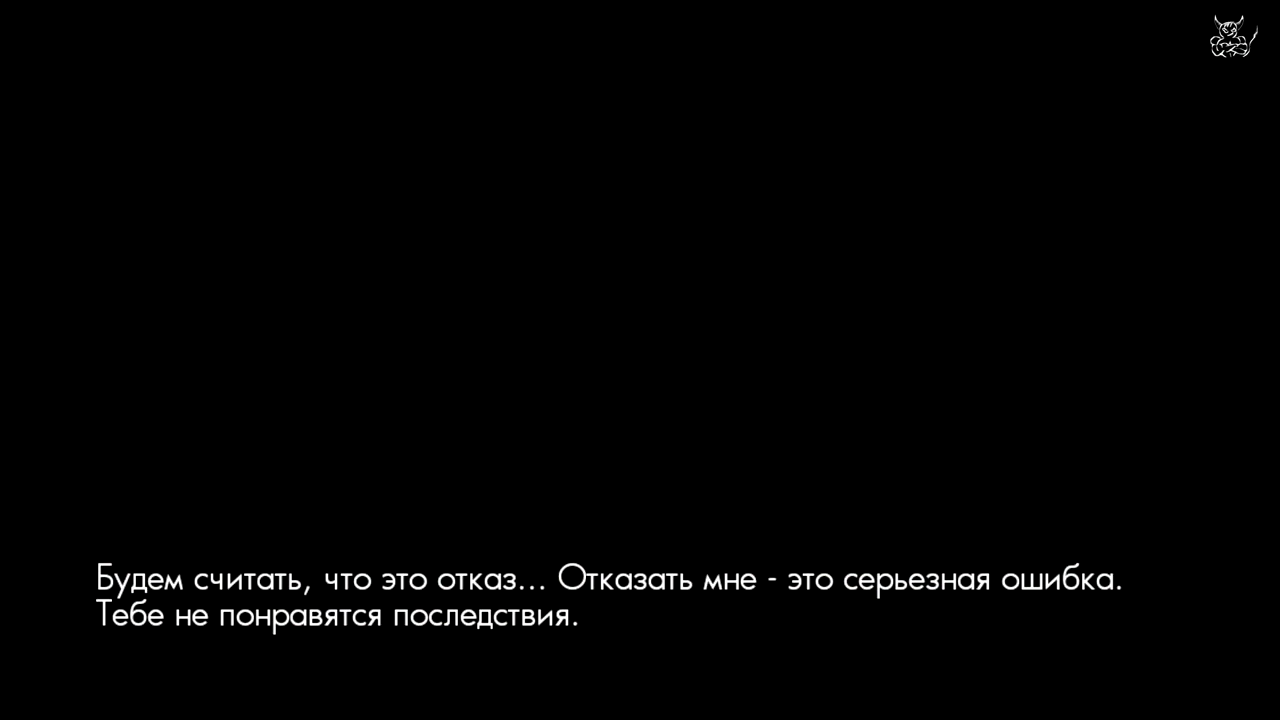 Будем считать, что это отказ... Отказать мне - это серьезная ошибка.
Тебе не понравятся последствия.